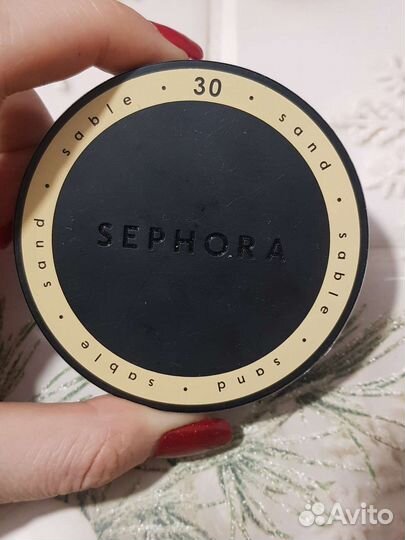 30 • sand • sable • sand • sable • sand • sable •
SEPHORA
Avito